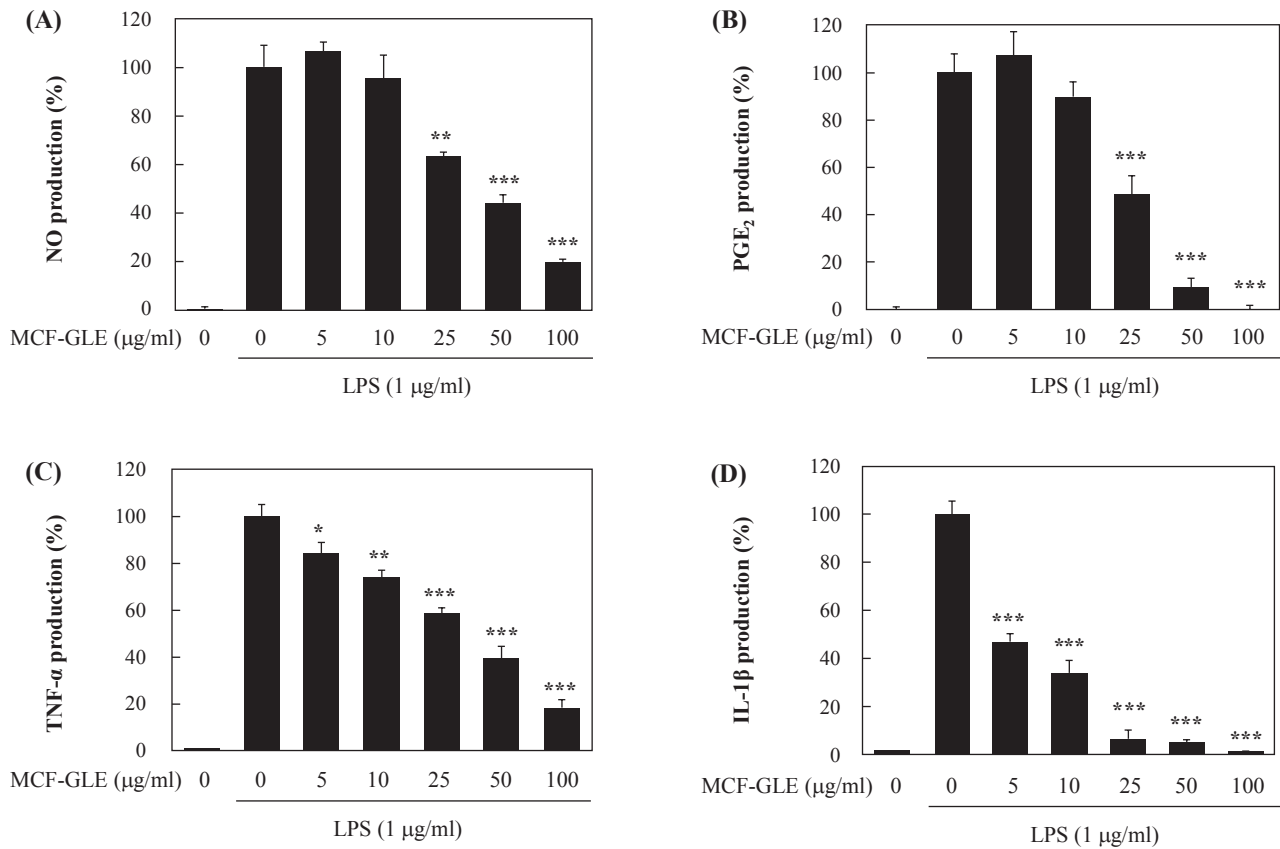 (A)
NO production (%)
120
100
80
60
40
20
0
**
***
***
MCF-GLE (μg/ml) 0 0 5 10 25 50 100
LPS (1 μg/ml)
(B)
PGE₂ production (%)
120
100
80
60
40
20
0
***
***
***
MCF-GLE (μg/ml) 0 0 5 10 25 50 100
LPS (1 μg/ml)
(C)
TNF-α production (%)
120
100
80
60
40
20
0
*
**
***
***
***
MCF-GLE (μg/ml) 0 0 5 10 25 50 100
LPS (1 μg/ml)
(D)
IL-1β production (%)
120
100
80
60
40
20
0
***
***
***
***
***
MCF-GLE (μg/ml) 0 0 5 10 25 50 100
LPS (1 μg/ml)